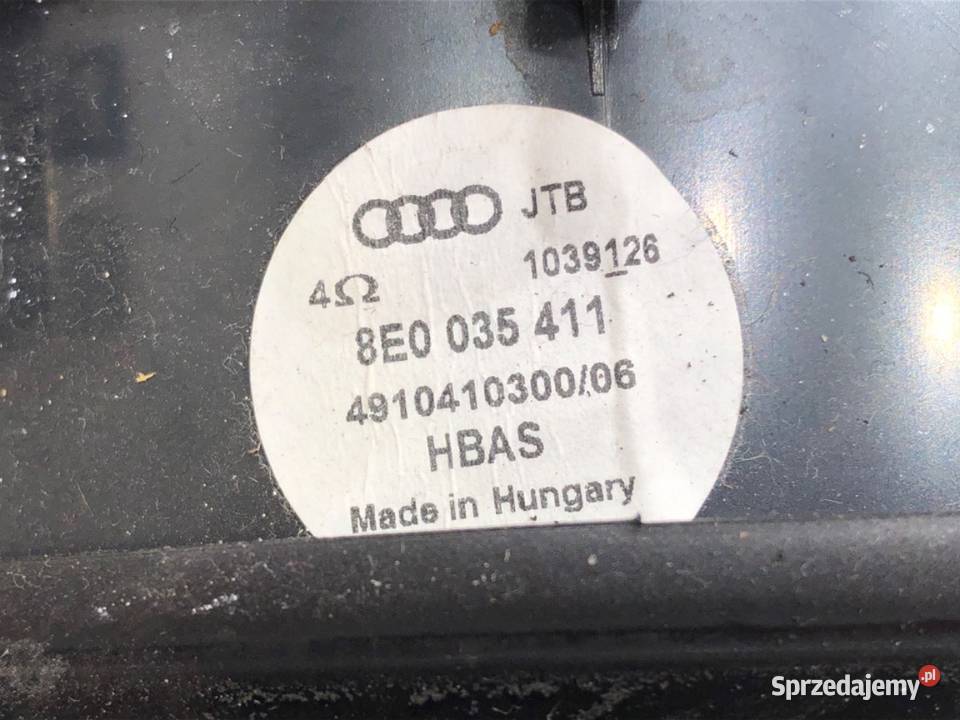 JTB
1039126
4Ω
8E0 035 411
4910410300/06
HBAS
Made in Hungary
Sprzedajemy.pl